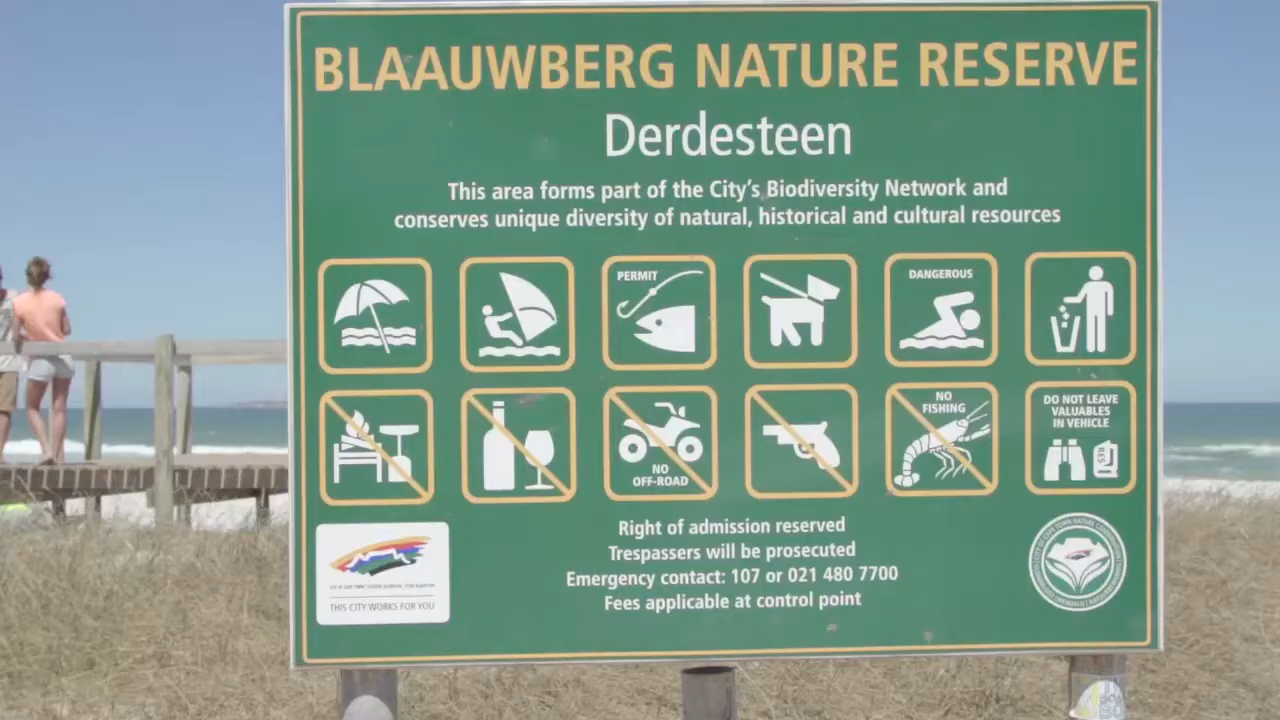 BLAAUWBERG NATURE RESERVE
Derdesteen
This area forms part of the City's Biodiversity Network and
conserves unique diversity of natural, historical and cultural resources
PERMIT
DANGEROUS
NO
OFF-ROAD
NO
FISHING
DO NOT LEAVE
VALUABLES
IN VEHICLE
Right of admission reserved
Trespassers will be prosecuted
Emergency contact: 107 or 021 480 7700
Fees applicable at control point
THIS CITY WORKS FOR YOU